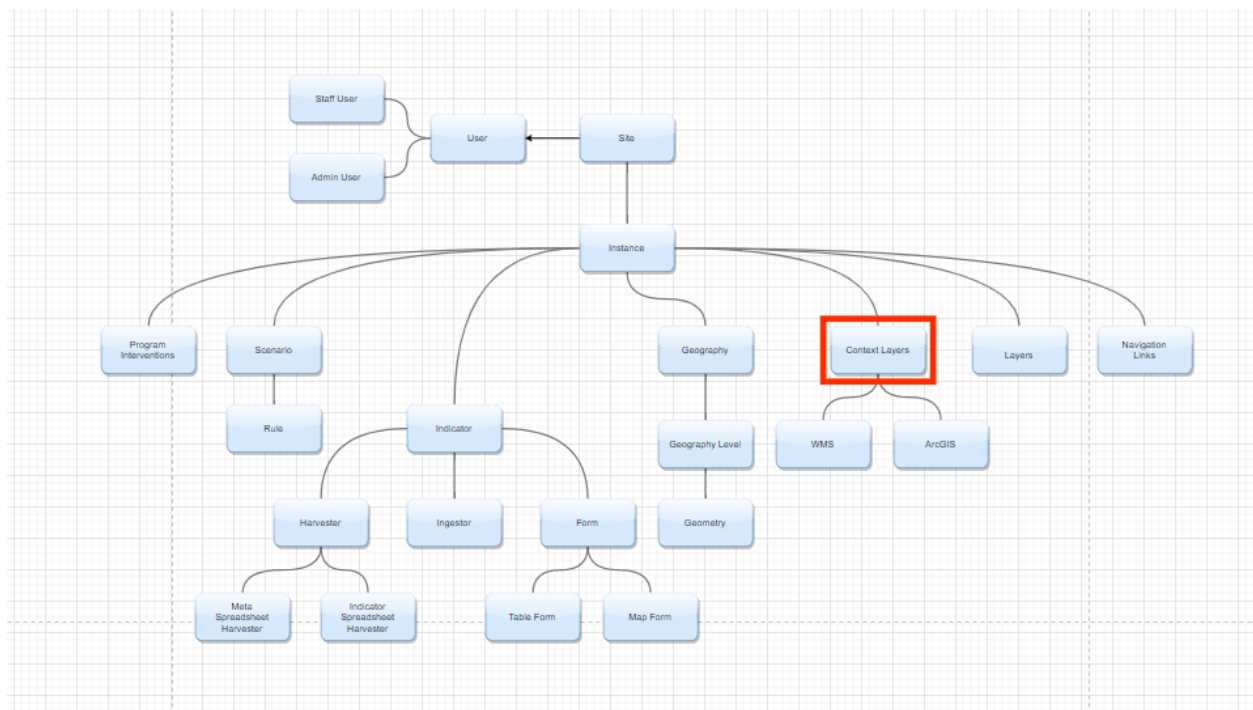 Staff User
User
Site
Admin User
Instance
Program
Interventions
Scenario
Geography
Context Layers
Layers
Navigation
Links
Rule
Indicator
Geography Level
WMS
ArcGIS
Harvester
Ingestor
Form
Geometry
Meta
Spreadsheet
Harvester
Indicator
Spreadsheet
Harvester
Table Form
Map Form